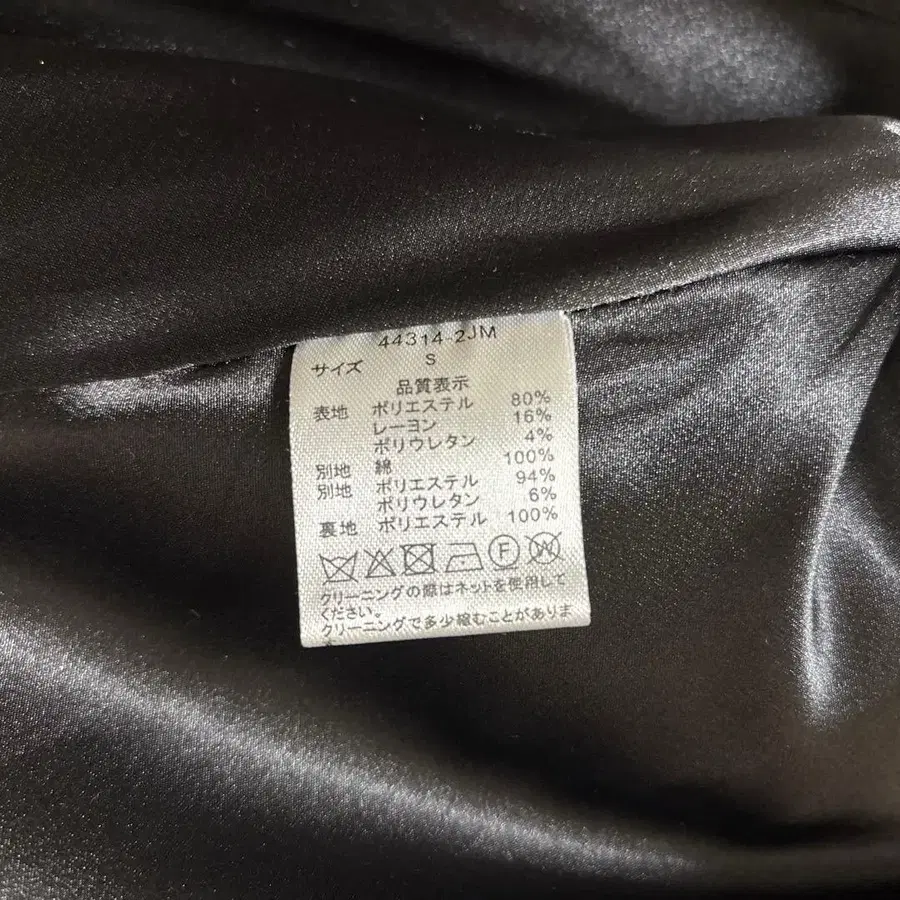 44314-2JM
サイズ S
品質表示
表地 ポリエステル 80%
レーヨン 16%
ポリウレタン 4%
別地 綿 100%
別地 ポリエステル 94%
ポリウレタン 6%
裏地 ポリエステル 100%
F W
クリーニングの際はネットを使用して
ください。
クリーニングで多少縮むことがありま